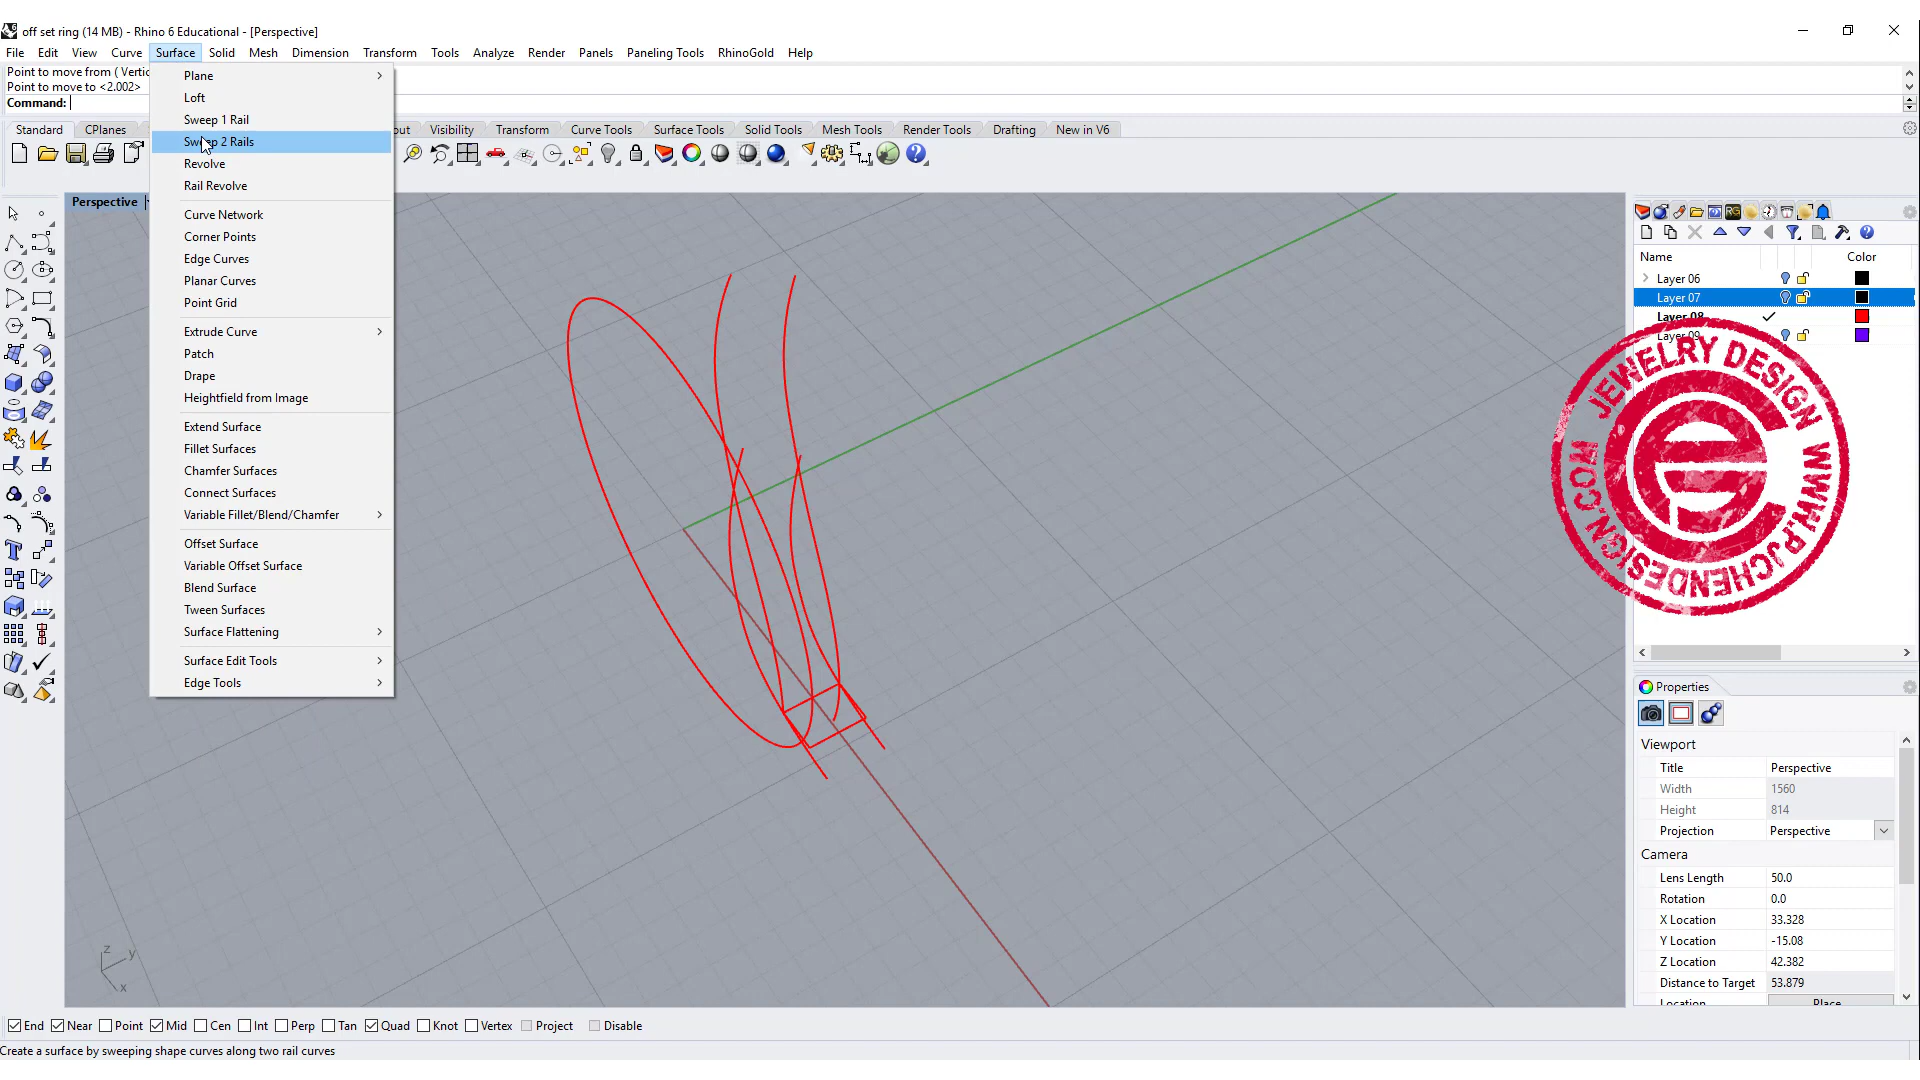 off set ring (14 MB) - Rhino 6 Educational - [Perspective]
File Edit View Curve Surface Solid Mesh Dimension Transform Tools Analyze Render Panels Paneling Tools RhinoGold Help
Point to move from ( Vertic
Point to move to <2.002>
Command:
Standard CPlanes out Visibility Transform Curve Tools Surface Tools Solid Tools Mesh Tools Render Tools Drafting New in V6
Plane
Loft
Sweep 1 Rail
Sweep 2 Rails
Revolve
Rail Revolve
Curve Network
Corner Points
Edge Curves
Planar Curves
Point Grid
Extrude Curve
Patch
Drape
Heightfield from Image
Extend Surface
Fillet Surfaces
Chamfer Surfaces
Connect Surfaces
Variable Fillet/Blend/Chamfer
Offset Surface
Variable Offset Surface
Blend Surface
Tween Surfaces
Surface Flattening
Surface Edit Tools
Edge Tools
Perspective
z
y
x
Name Color
Layer 06
Layer 07
Layer 08
Layer 09
JEWELRY DESIGN WWW.PJCHENDESIGN.COM
Properties
Viewport
Title Perspective
Width 1560
Height 814
Projection Perspective
Camera
Lens Length 50.0
Rotation 0.0
X Location 33.328
Y Location -15.08
Z Location 42.382
Distance to Target 53.879
Location Place
End Near Point Mid Cen Int Perp Tan Quad Knot Vertex Project Disable
Create a surface by sweeping shape curves along two rail curves